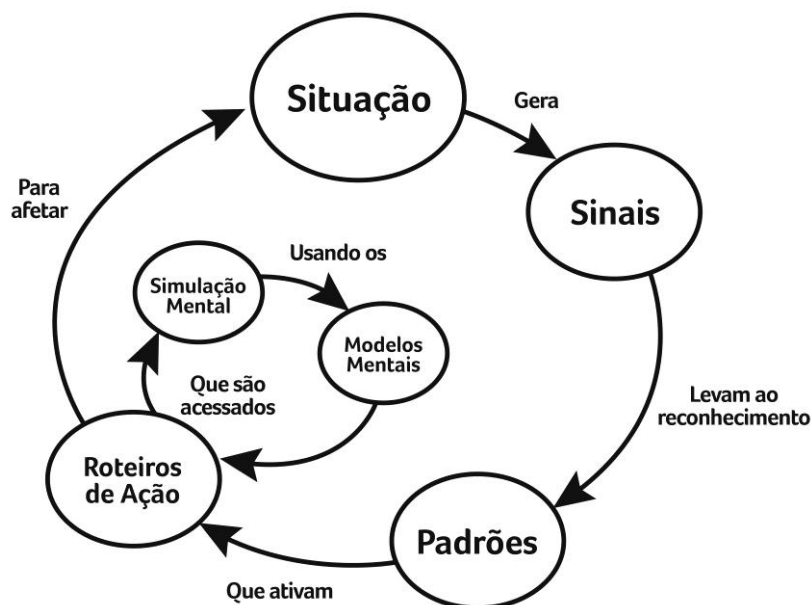 Situação
Gera
Sinais
Para
afetar
Usando os
Simulação
Mental
Modelos
Mentais
Que são
acessados
Levam ao
reconhecimento
Roteiros
de Ação
Padrões
Que ativam